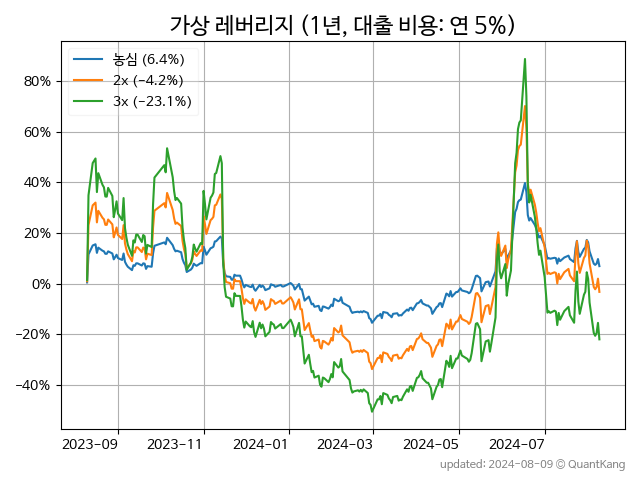 가상 레버리지 (1년, 대출 비용: 연 5%)
농심 (6.4%)
2x (−4.2%)
3x (−23.1%)
80%
60%
40%
20%
0%
−20%
−40%
2023-09
2023-11
2024-01
2024-03
2024-05
2024-07
updated: 2024-08-09 © QuantKang